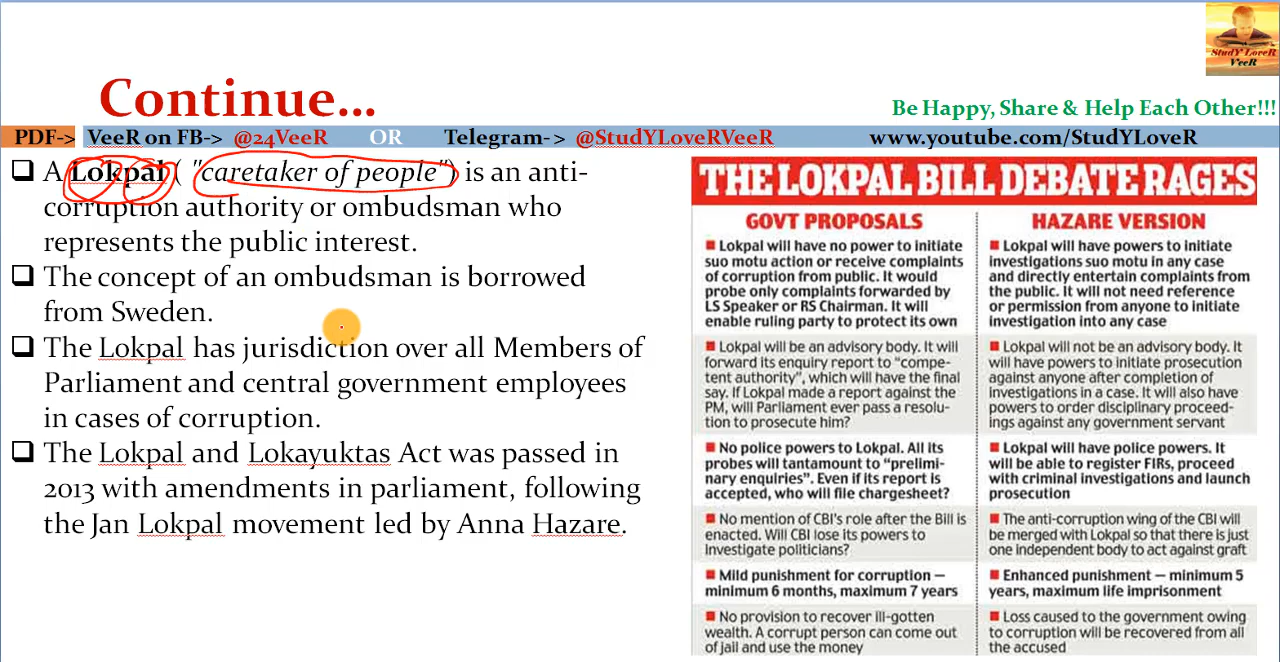 StudY LoveR
VeeR
Continue...
Be Happy, Share & Help Each Other!!!
PDF-> VeeR on FB-> @24VeeR OR Telegram-> @StudYLoveRVeeR www.youtube.com/StudYLoveR
A Lokpal ( "caretaker of people") is an anti-
corruption authority or ombudsman who
represents the public interest.
The concept of an ombudsman is borrowed
from Sweden.
The Lokpal has jurisdiction over all Members of
Parliament and central government employees
in cases of corruption.
The Lokpal and Lokayuktas Act was passed in
2013 with amendments in parliament, following
the Jan Lokpal movement led by Anna Hazare.
THE LOKPAL BILL DEBATE RAGES
GOVT PROPOSALS
Lokpal will have no power to initiate
suo motu action or receive complaints
of corruption from public. It would
probe only complaints forwarded by
LS Speaker or RS Chairman. It will
enable ruling party to protect its own
Lokpal will be an advisory body. It will
forward its enquiry report to "compe-
tent authority", which will have the final
say. If Lokpal made a report against the
PM, will Parliament ever pass a resolu-
tion to prosecute him?
No police powers to Lokpal. All its
probes will tantamount to "prelimi-
nary enquiries". Even if its report is
accepted, who will file chargesheet?
No mention of CBI's role after the Bill is
enacted. Will CBI lose its powers to
investigate politicians?
Mild punishment for corruption —
minimum 6 months, maximum 7 years
No provision to recover ill-gotten
wealth. A corrupt person can come out
of jail and use the money
HAZARE VERSION
Lokpal will have powers to initiate
investigations suo motu in any case
and directly entertain complaints from
the public. It will not need reference
or permission from anyone to initiate
investigation into any case
Lokpal will not be an advisory body. It
will have powers to initiate prosecution
against anyone after completion of
investigations in a case. It will also have
powers to order disciplinary proceed-
ings against any government servant
Lokpal will have police powers. It
will be able to register FIRs, proceed
with criminal investigations and launch
prosecution
The anti-corruption wing of the CBI will
be merged with Lokpal so that there is just
one independent body to act against graft
Enhanced punishment — minimum 5
years, maximum life imprisonment
Loss caused to the government owing
to corruption will be recovered from all
the accused